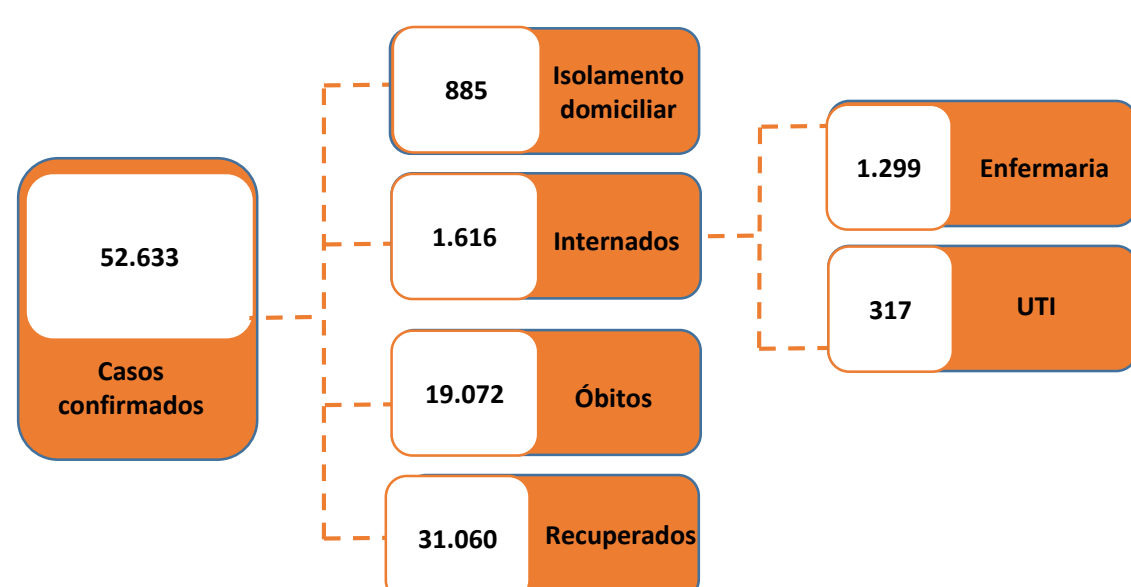 52.633
Casos
confirmados
885
Isolamento
domiciliar
1.616
Internados
19.072
Óbitos
31.060
Recuperados
1.299
Enfermaria
317
UTI